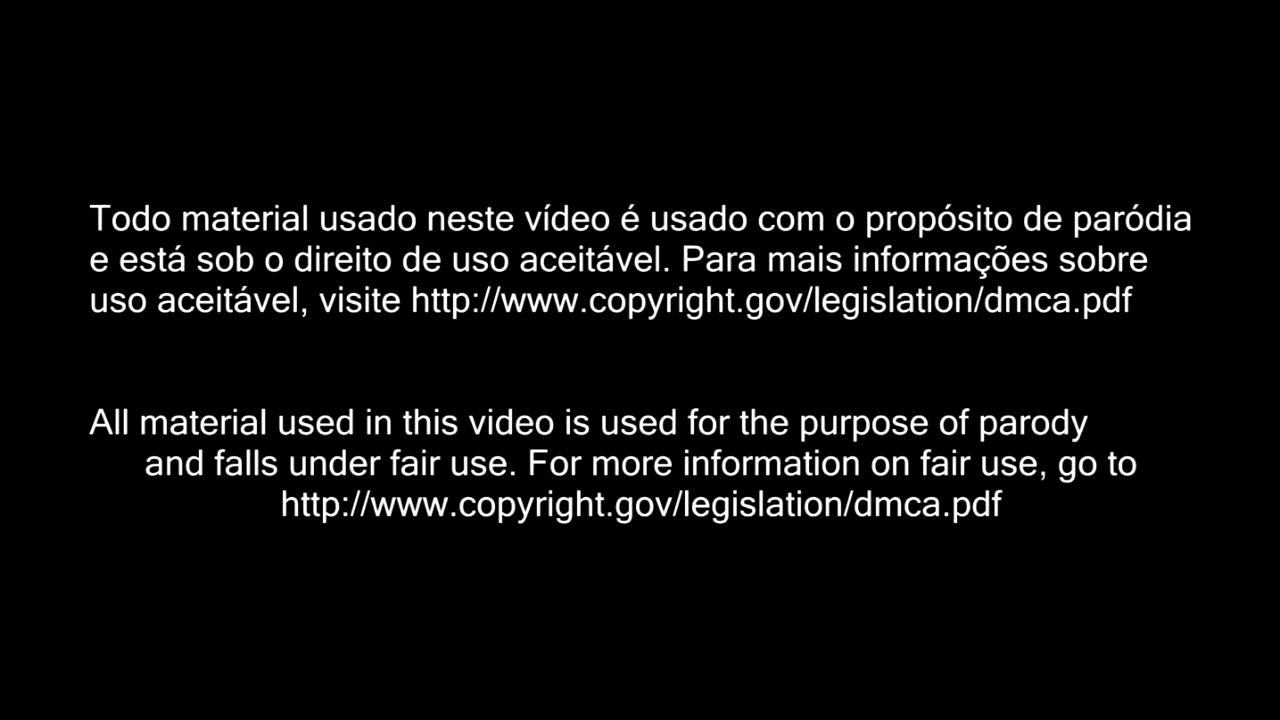 Todo material usado neste vídeo é usado com o propósito de paródia
e está sob o direito de uso aceitável. Para mais informações sobre
uso aceitável, visite http://www.copyright.gov/legislation/dmca.pdf
All material used in this video is used for the purpose of parody
and falls under fair use. For more information on fair use, go to
http://www.copyright.gov/legislation/dmca.pdf